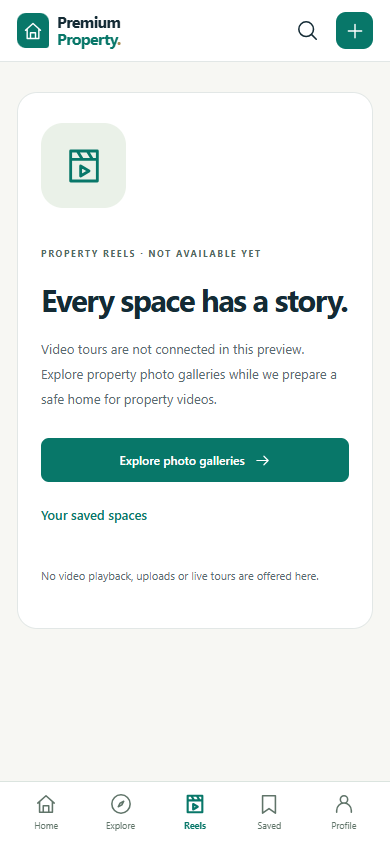 Premium
Property.
PROPERTY REELS · NOT AVAILABLE YET
Every space has a story.
Video tours are not connected in this preview.
Explore property photo galleries while we prepare a
safe home for property videos.
Explore photo galleries →
Your saved spaces
No video playback, uploads or live tours are offered here.
Home
Explore
Reels
Saved
Profile